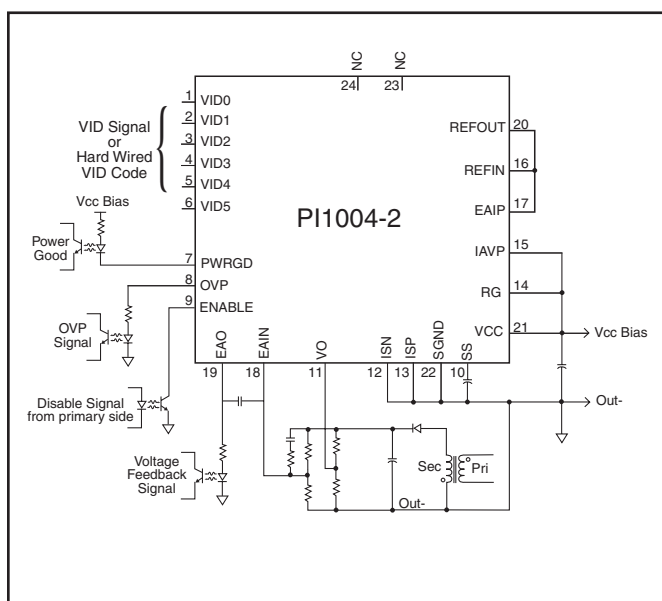 NC
NC
24
23
1
VID0
2
VID1
3
VID2
4
VID3
5
VID4
6
VID5
VID Signal
or
Hard Wired
VID Code
Vcc Bias
Power
Good
7
PWRGD
8
OVP
9
ENABLE
OVP
Signal
Disable Signal
from primary side
Voltage
Feedback
Signal
PI1004-2
REFOUT
20
REFIN
16
EAIP
17
IAVP
15
RG
14
VCC
21
Vcc Bias
Out-
EAO
EAIN
VO
ISN
ISP
SGND
SS
19
18
11
12
13
22
10
Sec
Pri
Out-